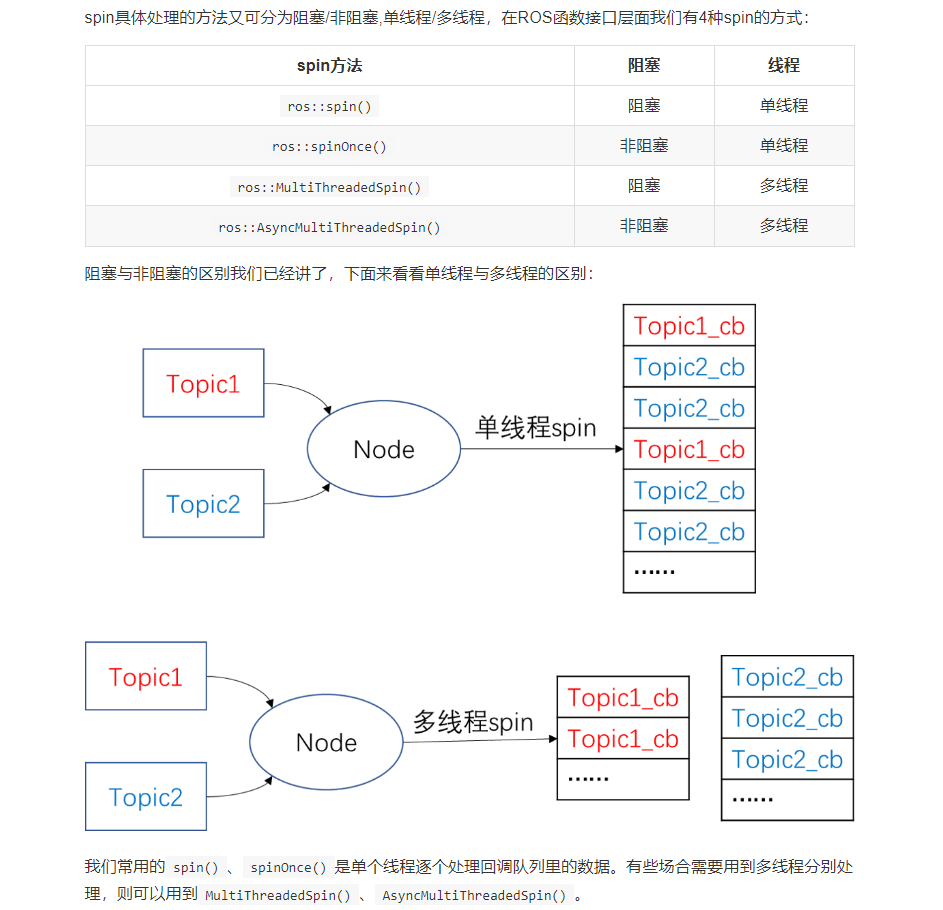 spin具体处理的方法又可分为阻塞/非阻塞,单线程/多线程，在ROS函数接口层面我们有4种spin的方式：
spin方法 阻塞 线程
ros::spin() 阻塞 单线程
ros::spinOnce() 非阻塞 单线程
ros::MultiThreadedSpin() 阻塞 多线程
ros::AsyncMultiThreadedSpin() 非阻塞 多线程
阻塞与非阻塞的区别我们已经讲了，下面来看看单线程与多线程的区别：
Topic1
Topic2
Node
单线程spin
Topic1_cb
Topic2_cb
Topic2_cb
Topic1_cb
Topic2_cb
Topic2_cb
……
Topic1
Topic2
Node
多线程spin
Topic1_cb
Topic1_cb
……
Topic2_cb
Topic2_cb
Topic2_cb
……
我们常用的 spin() 、 spinOnce() 是单个线程逐个处理回调队列里的数据。有些场合需要用到多线程分别处
理，则可以用到 MultiThreadedSpin() 、 AsyncMultiThreadedSpin() 。